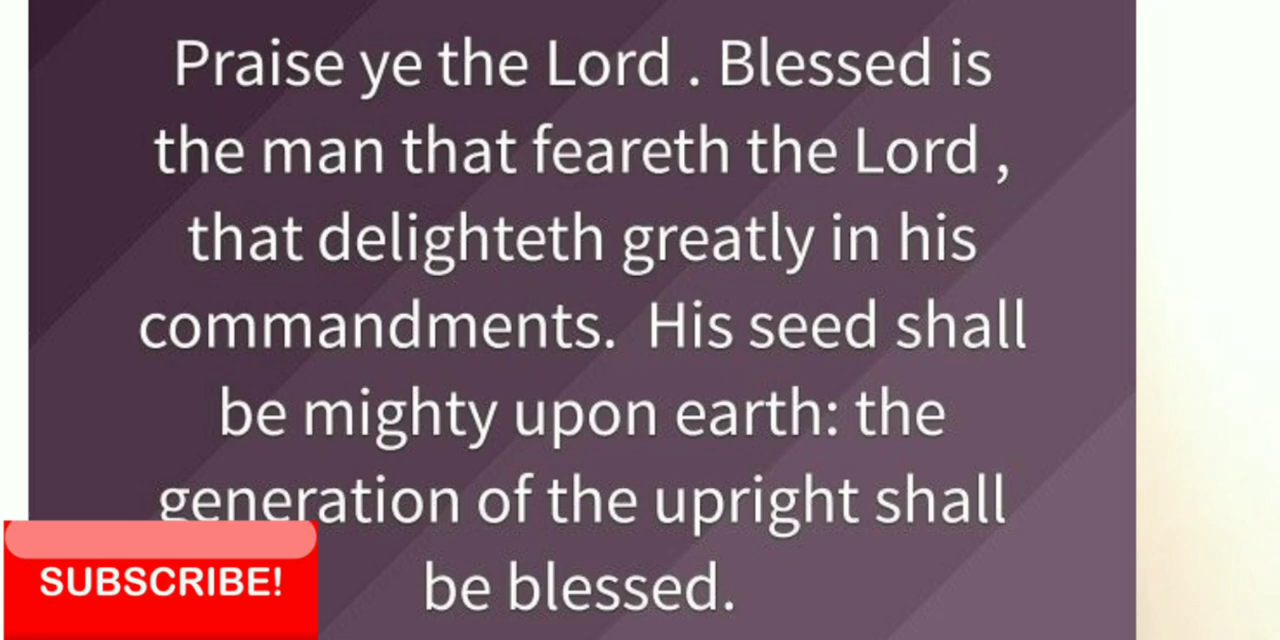 Praise ye the Lord . Blessed is
the man that feareth the Lord ,
that delighteth greatly in his
commandments.  His seed shall
be mighty upon earth: the
generation of the upright shall
be blessed.
SUBSCRIBE!